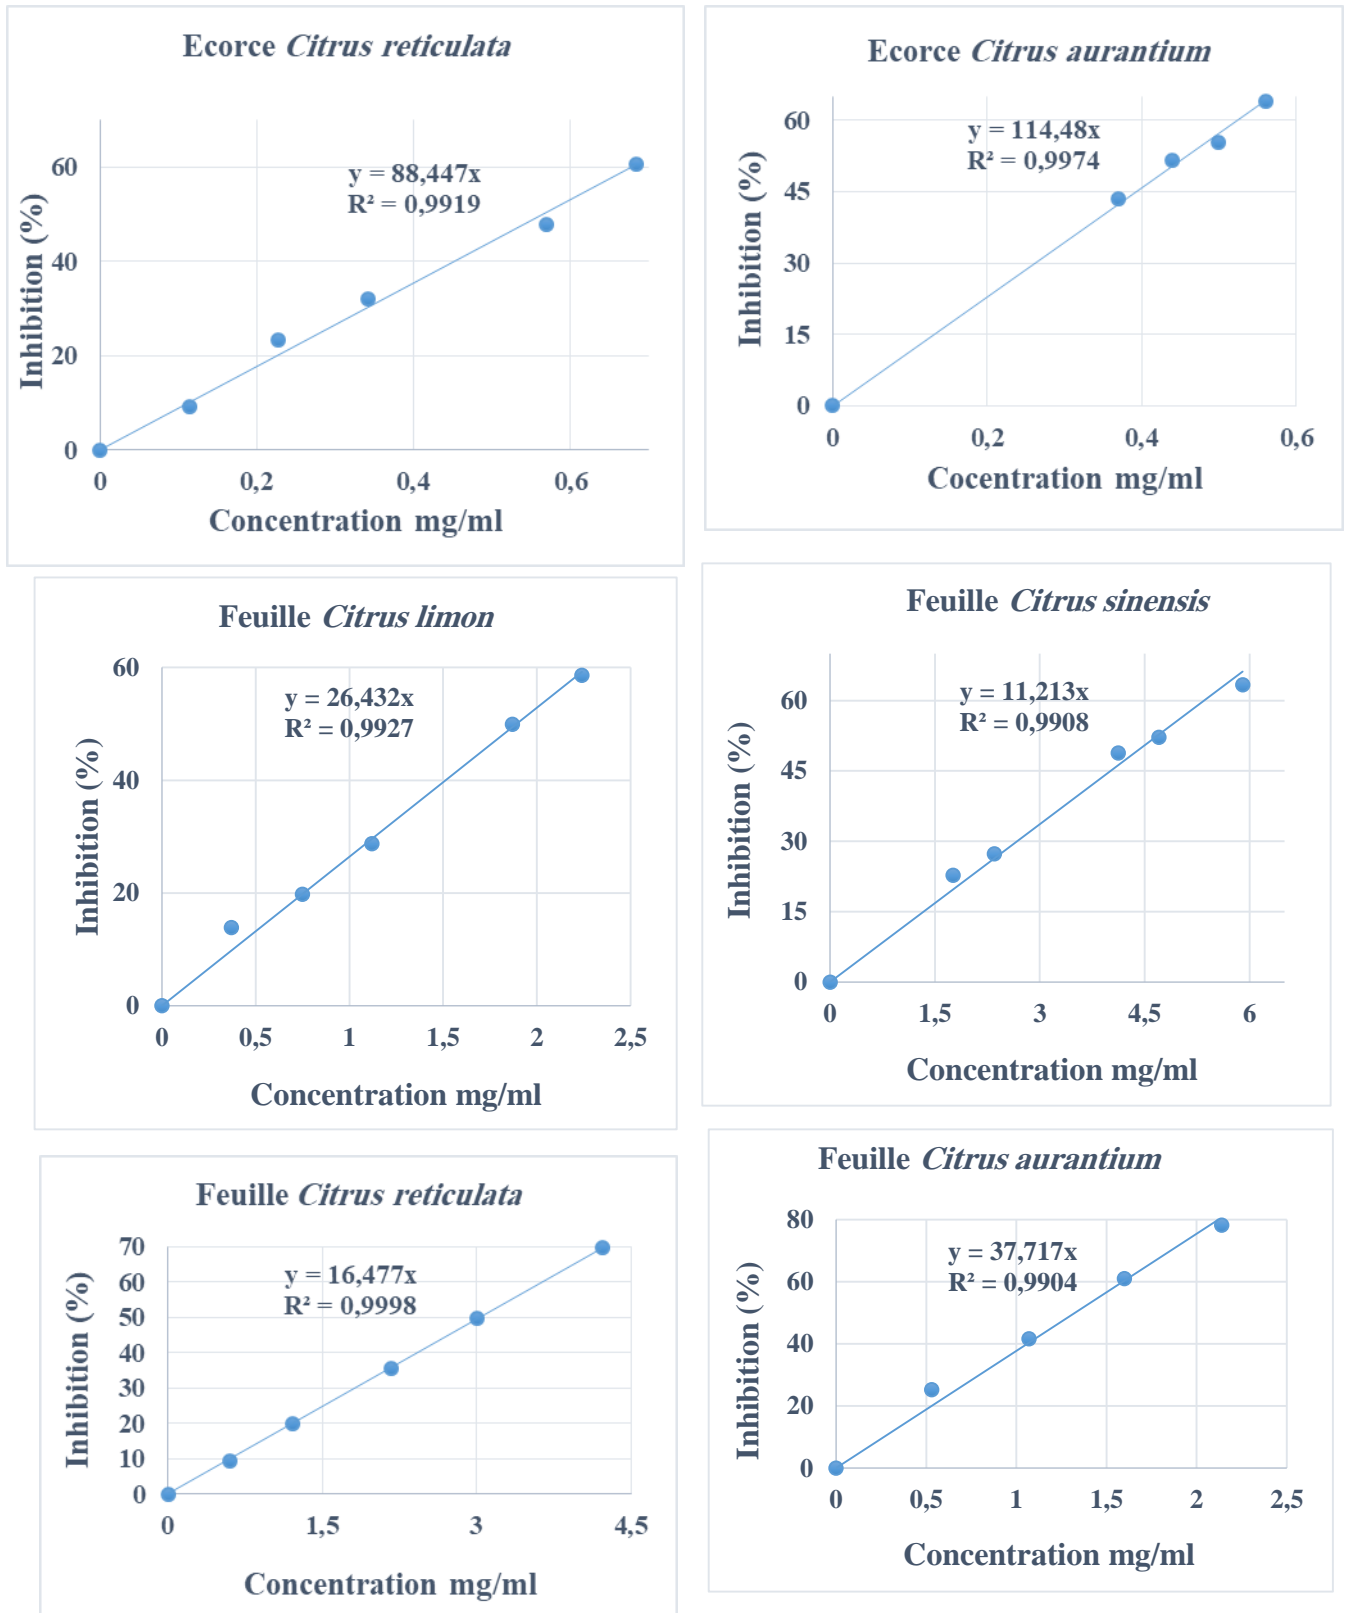 Ecorce Citrus reticulata
y = 88,447x
R² = 0,9919
Inhibition (%)
60
40
20
0
0 0,2 0,4 0,6
Concentration mg/ml
Ecorce Citrus aurantium
y = 114,48x
R² = 0,9974
Inhibition (%)
60
45
30
15
0
0 0,2 0,4 0,6
Cocentration mg/ml
Feuille Citrus limon
y = 26,432x
R² = 0,9927
Inhibition (%)
60
40
20
0
0 0,5 1 1,5 2 2,5
Concentration mg/ml
Feuille Citrus sinensis
y = 11,213x
R² = 0,9908
Inhibition (%)
60
45
30
15
0
0 1,5 3 4,5 6
Concentration mg/ml
Feuille Citrus reticulata
y = 16,477x
R² = 0,9998
Inhibition (%)
70
60
50
40
30
20
10
0
0 1,5 3 4,5
Concentration mg/ml
Feuille Citrus aurantium
y = 37,717x
R² = 0,9904
Inhibition (%)
80
60
40
20
0
0 0,5 1 1,5 2 2,5
Concentration mg/ml